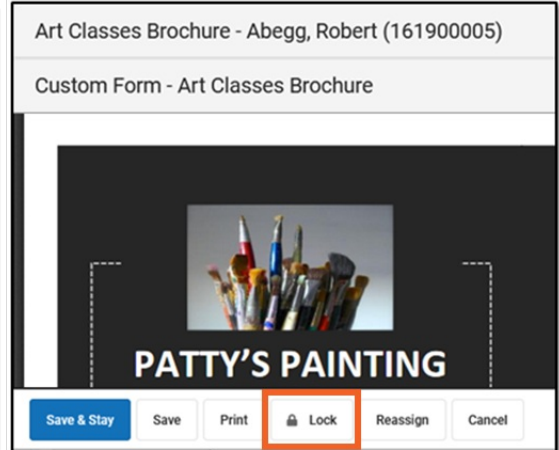 Art Classes Brochure - Abegg, Robert (161900005)
Custom Form - Art Classes Brochure
PATTY'S PAINTING
Save & Stay Save Print Lock Reassign Cancel